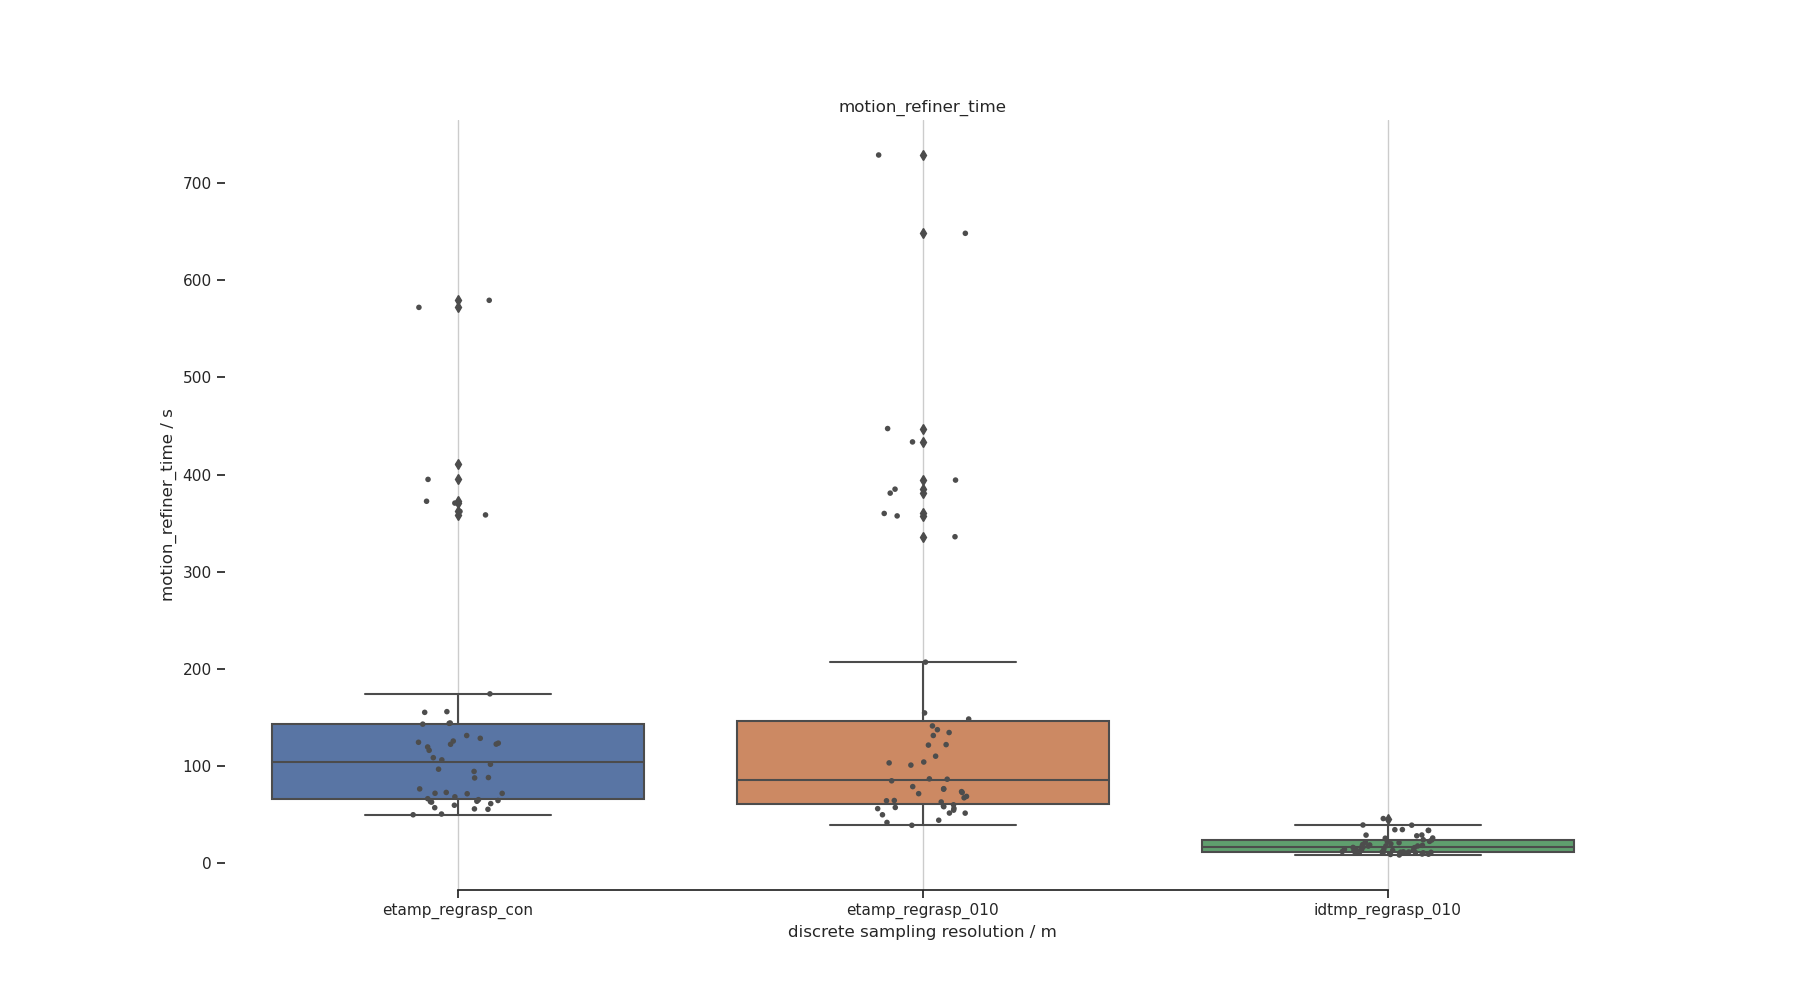 motion_refiner_time
motion_refiner_time / s
700
600
500
400
300
200
100
0
etamp_regrasp_con
etamp_regrasp_010
idtmp_regrasp_010
discrete sampling resolution / m